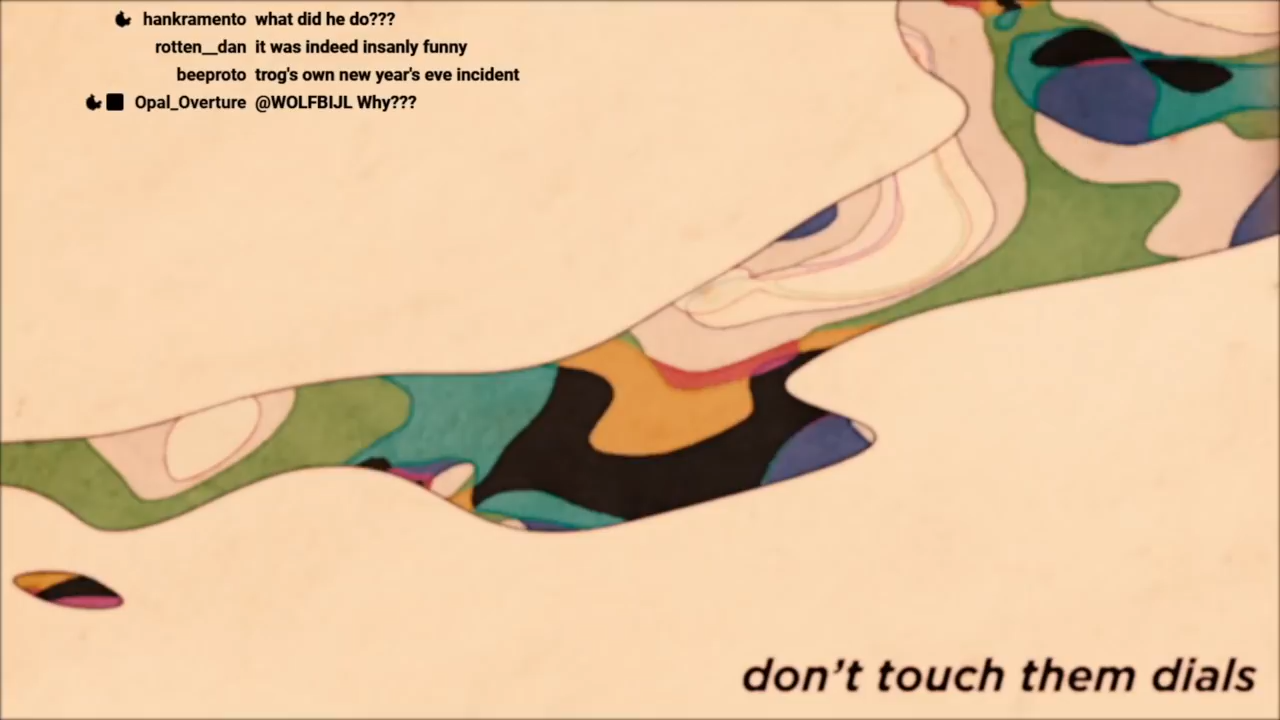 hankramento what did he do???
rotten__dan it was indeed insanly funny
beeproto trog's own new year's eve incident
Opal_Overture @WOLFBIJL Why???
don't touch them dials